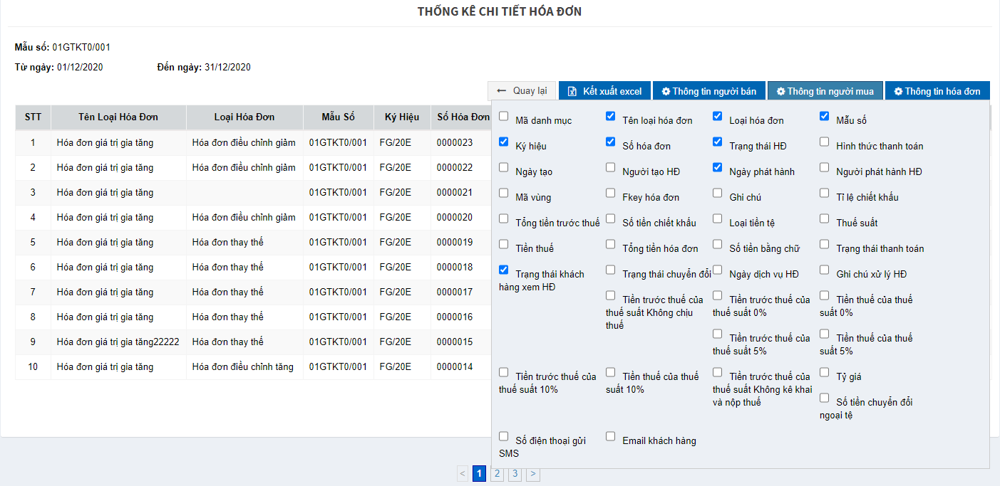 THỐNG KÊ CHI TIẾT HÓA ĐƠN
Mẫu số: 01GTKT0/001
Từ ngày: 01/12/2020 Đến ngày: 31/12/2020
Quay lại Kết xuất excel Thông tin người bán Thông tin người mua Thông tin hóa đơn
STT Tên Loại Hóa Đơn Loại Hóa Đơn Mẫu Số Ký Hiệu Số Hóa Đơn
1 Hóa đơn giá trị gia tăng Hóa đơn điều chỉnh giảm 01GTKT0/001 FG/20E 0000023
2 Hóa đơn giá trị gia tăng Hóa đơn điều chỉnh giảm 01GTKT0/001 FG/20E 0000022
3 Hóa đơn giá trị gia tăng 01GTKT0/001 FG/20E 0000021
4 Hóa đơn giá trị gia tăng Hóa đơn điều chỉnh giảm 01GTKT0/001 FG/20E 0000020
5 Hóa đơn giá trị gia tăng Hóa đơn thay thế 01GTKT0/001 FG/20E 0000019
6 Hóa đơn giá trị gia tăng Hóa đơn thay thế 01GTKT0/001 FG/20E 0000018
7 Hóa đơn giá trị gia tăng Hóa đơn thay thế 01GTKT0/001 FG/20E 0000017
8 Hóa đơn giá trị gia tăng Hóa đơn thay thế 01GTKT0/001 FG/20E 0000016
9 Hóa đơn giá trị gia tăng22222 Hóa đơn thay thế 01GTKT0/001 FG/20E 0000015
10 Hóa đơn giá trị gia tăng Hóa đơn điều chỉnh tăng 01GTKT0/001 FG/20E 0000014
Mã danh mục Tên loại hóa đơn Loại hóa đơn Mẫu số
Ký hiệu Số hóa đơn Trạng thái HĐ Hình thức thanh toán
Ngày tạo Người tạo HĐ Ngày phát hành Người phát hành HĐ
Mã vùng Fkey hóa đơn Ghi chú Tỉ lệ chiết khấu
Tổng tiền trước thuế Số tiền chiết khấu Loại tiền tệ Thuế suất
Tiền thuế Tổng tiền hóa đơn Số tiền bằng chữ Trạng thái thanh toán
Trạng thái khách Trạng thái chuyển đổi Ngày dịch vụ HĐ Ghi chú xử lý HĐ
hàng xem HĐ
Tiền trước thuế của Tiền trước thuế của Tiền thuế của thuế
thuế suất Không chịu thuế suất 0% suất 0%
thuế
Tiền trước thuế của Tiền thuế của thuế
thuế suất 5% suất 5%
Tiền trước thuế của Tiền thuế của thuế Tiền trước thuế của Tỷ giá
thuế suất 10% suất 10% thuế suất Không kê khai
và nộp thuế Số tiền chuyển đổi
ngoại tệ
Số điện thoại gửi Email khách hàng
SMS
< 1 2 3 >